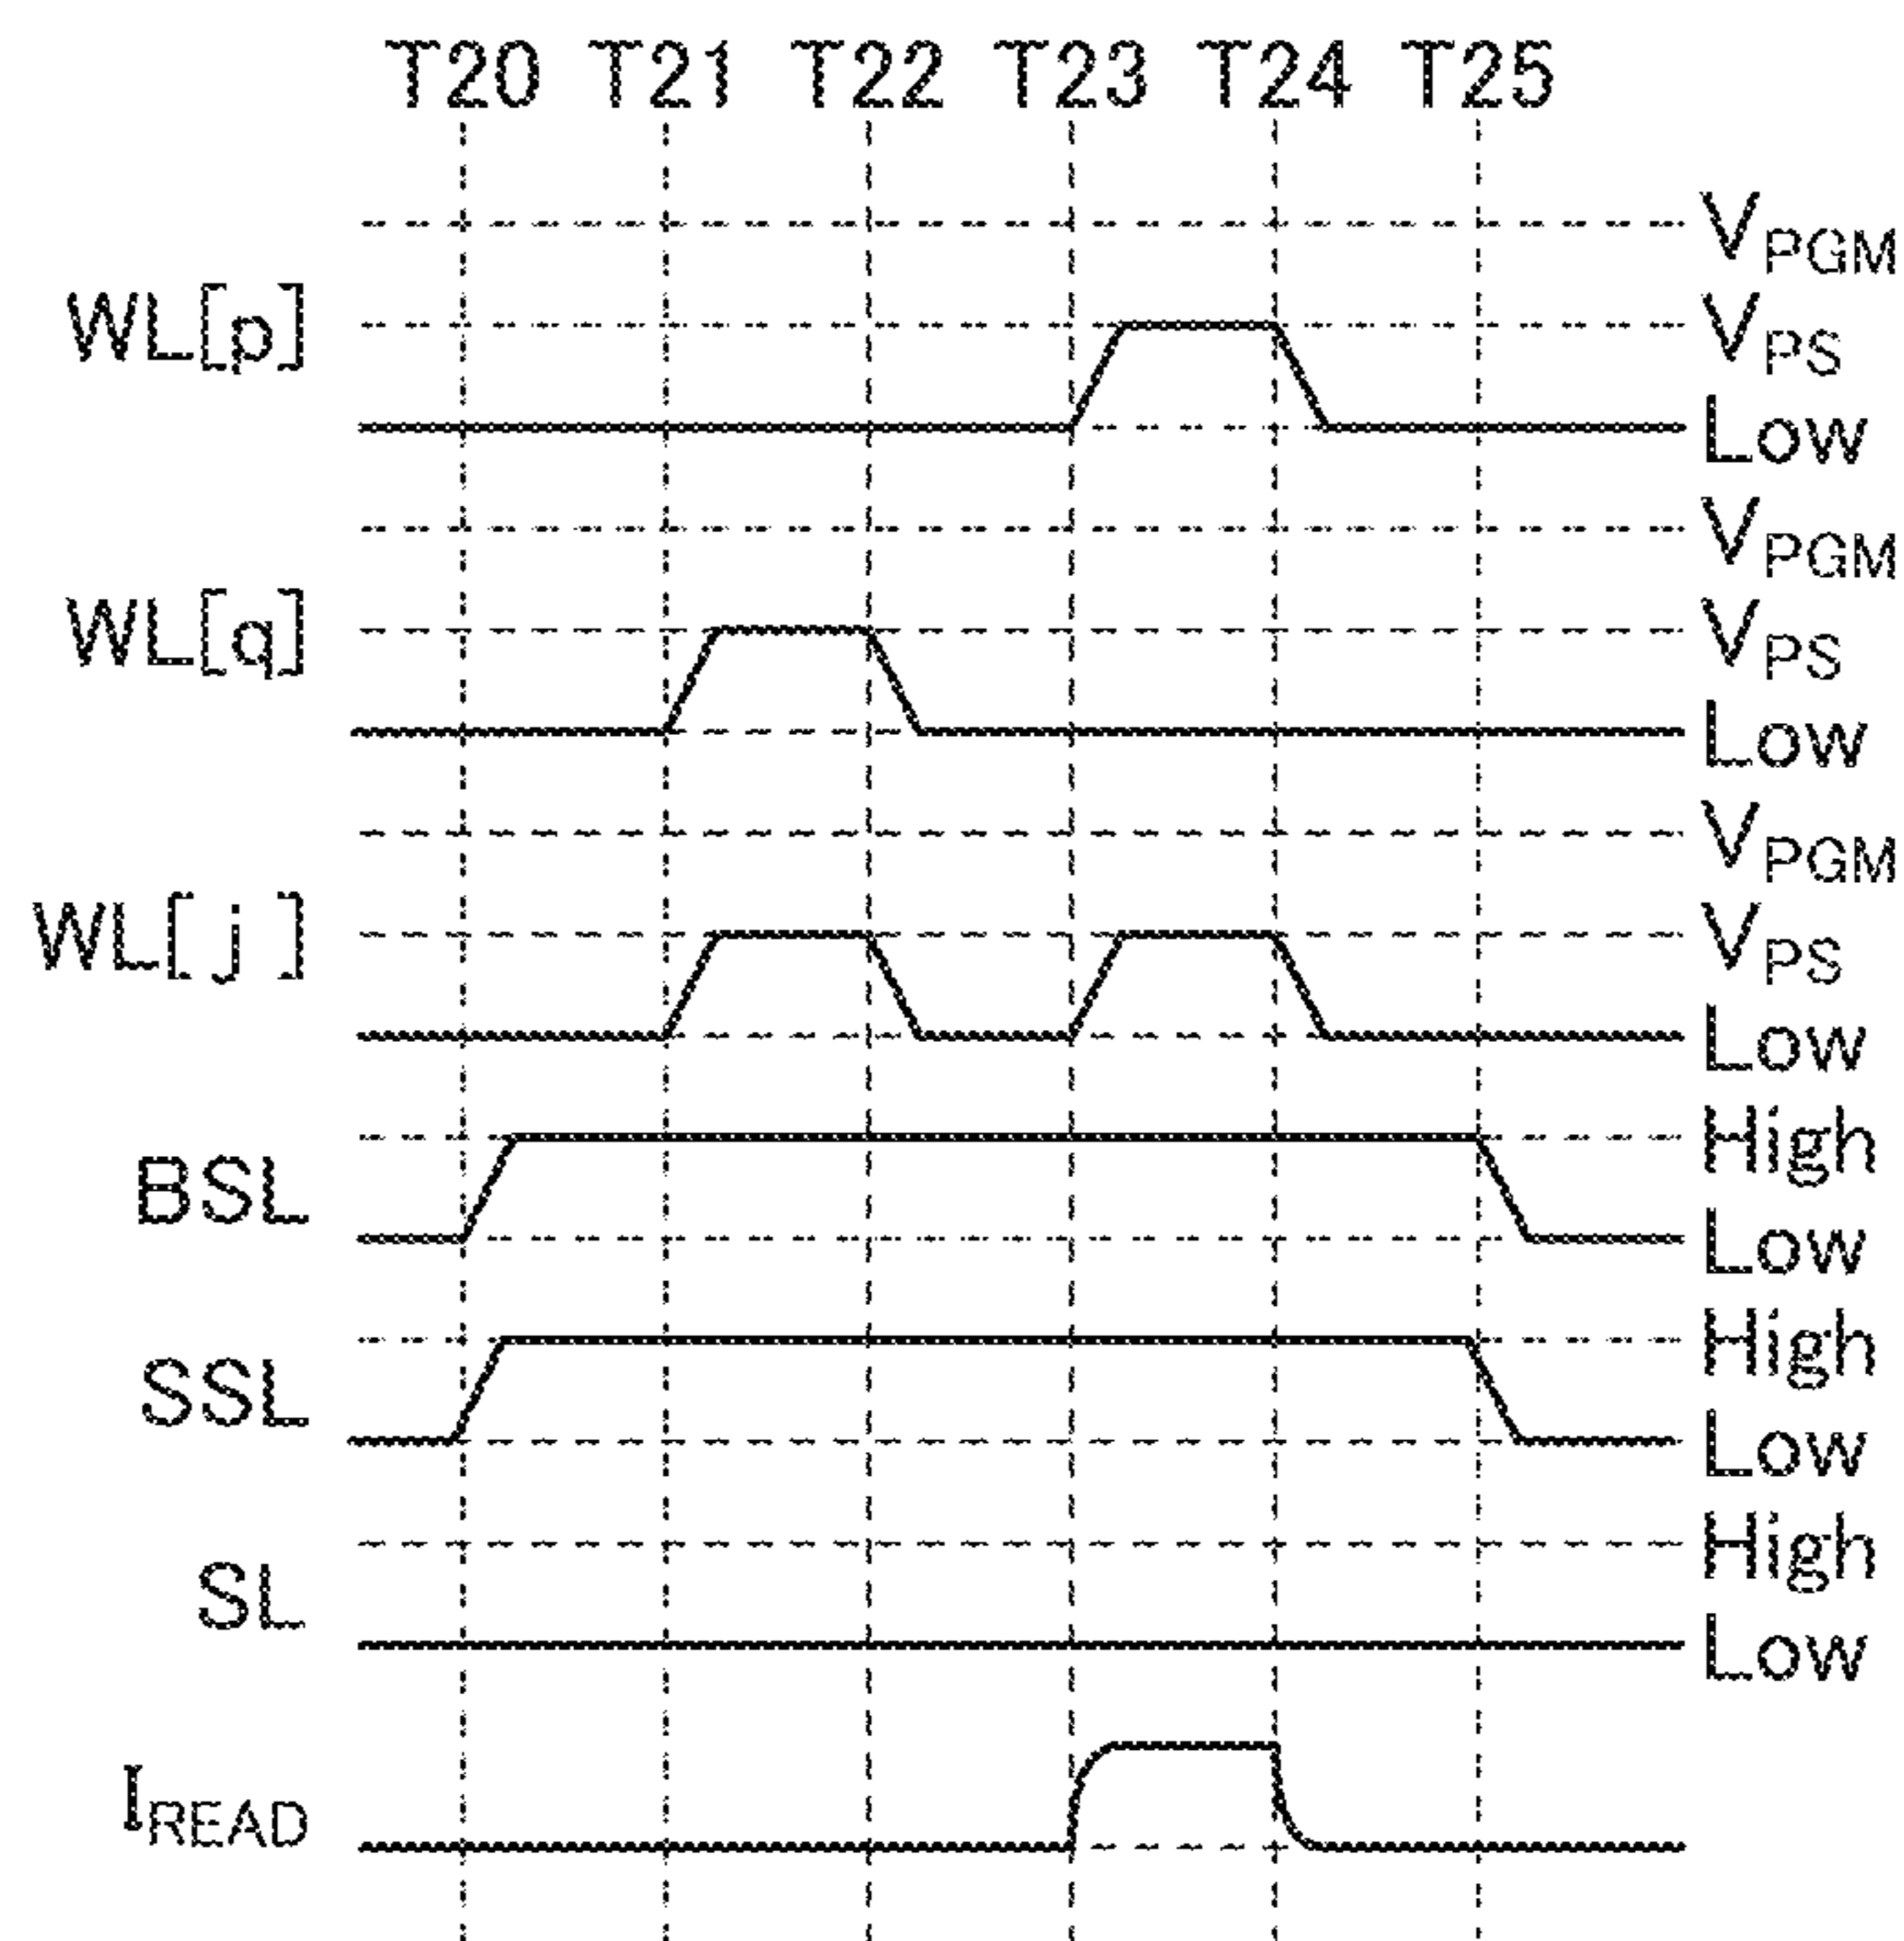 T20 T21 T22 T23 T24 T25
VPGM
WL[p] VPS
Low
VPGM
WL[q] VPS
Low
VPGM
WL[ j ] VPS
Low
BSL High
Low
SSL High
Low
SL High
Low
IREAD